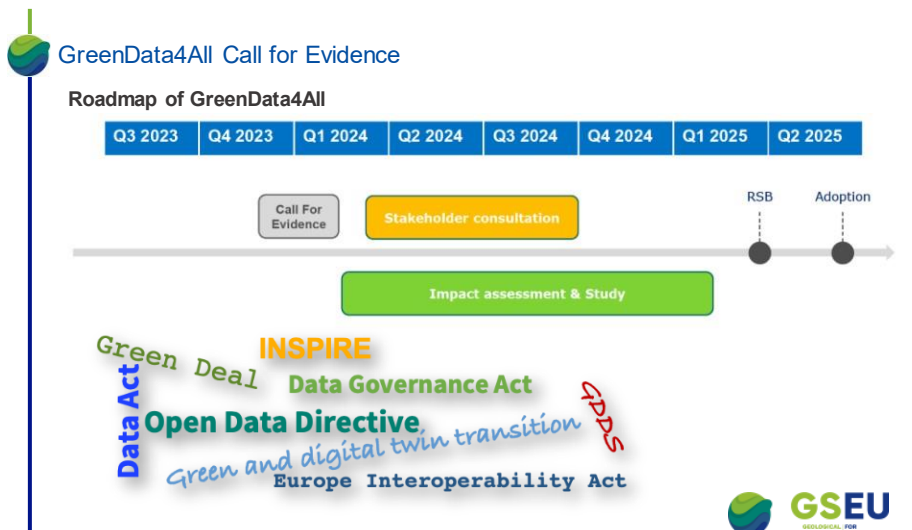 GreenData4All Call for Evidence
Roadmap of GreenData4All
Q3 2023 Q4 2023 Q1 2024 Q2 2024 Q3 2024 Q4 2024 Q1 2025 Q2 2025
RSB Adoption
Call For
Evidence
Stakeholder consultation
Impact assessment & Study
Green Deal
INSPIRE
Data Act
Data Governance Act
GDDS
Open Data Directive
Green and digital twin transition
Europe Interoperability Act
GSEU
GEOLOGICAL FOR